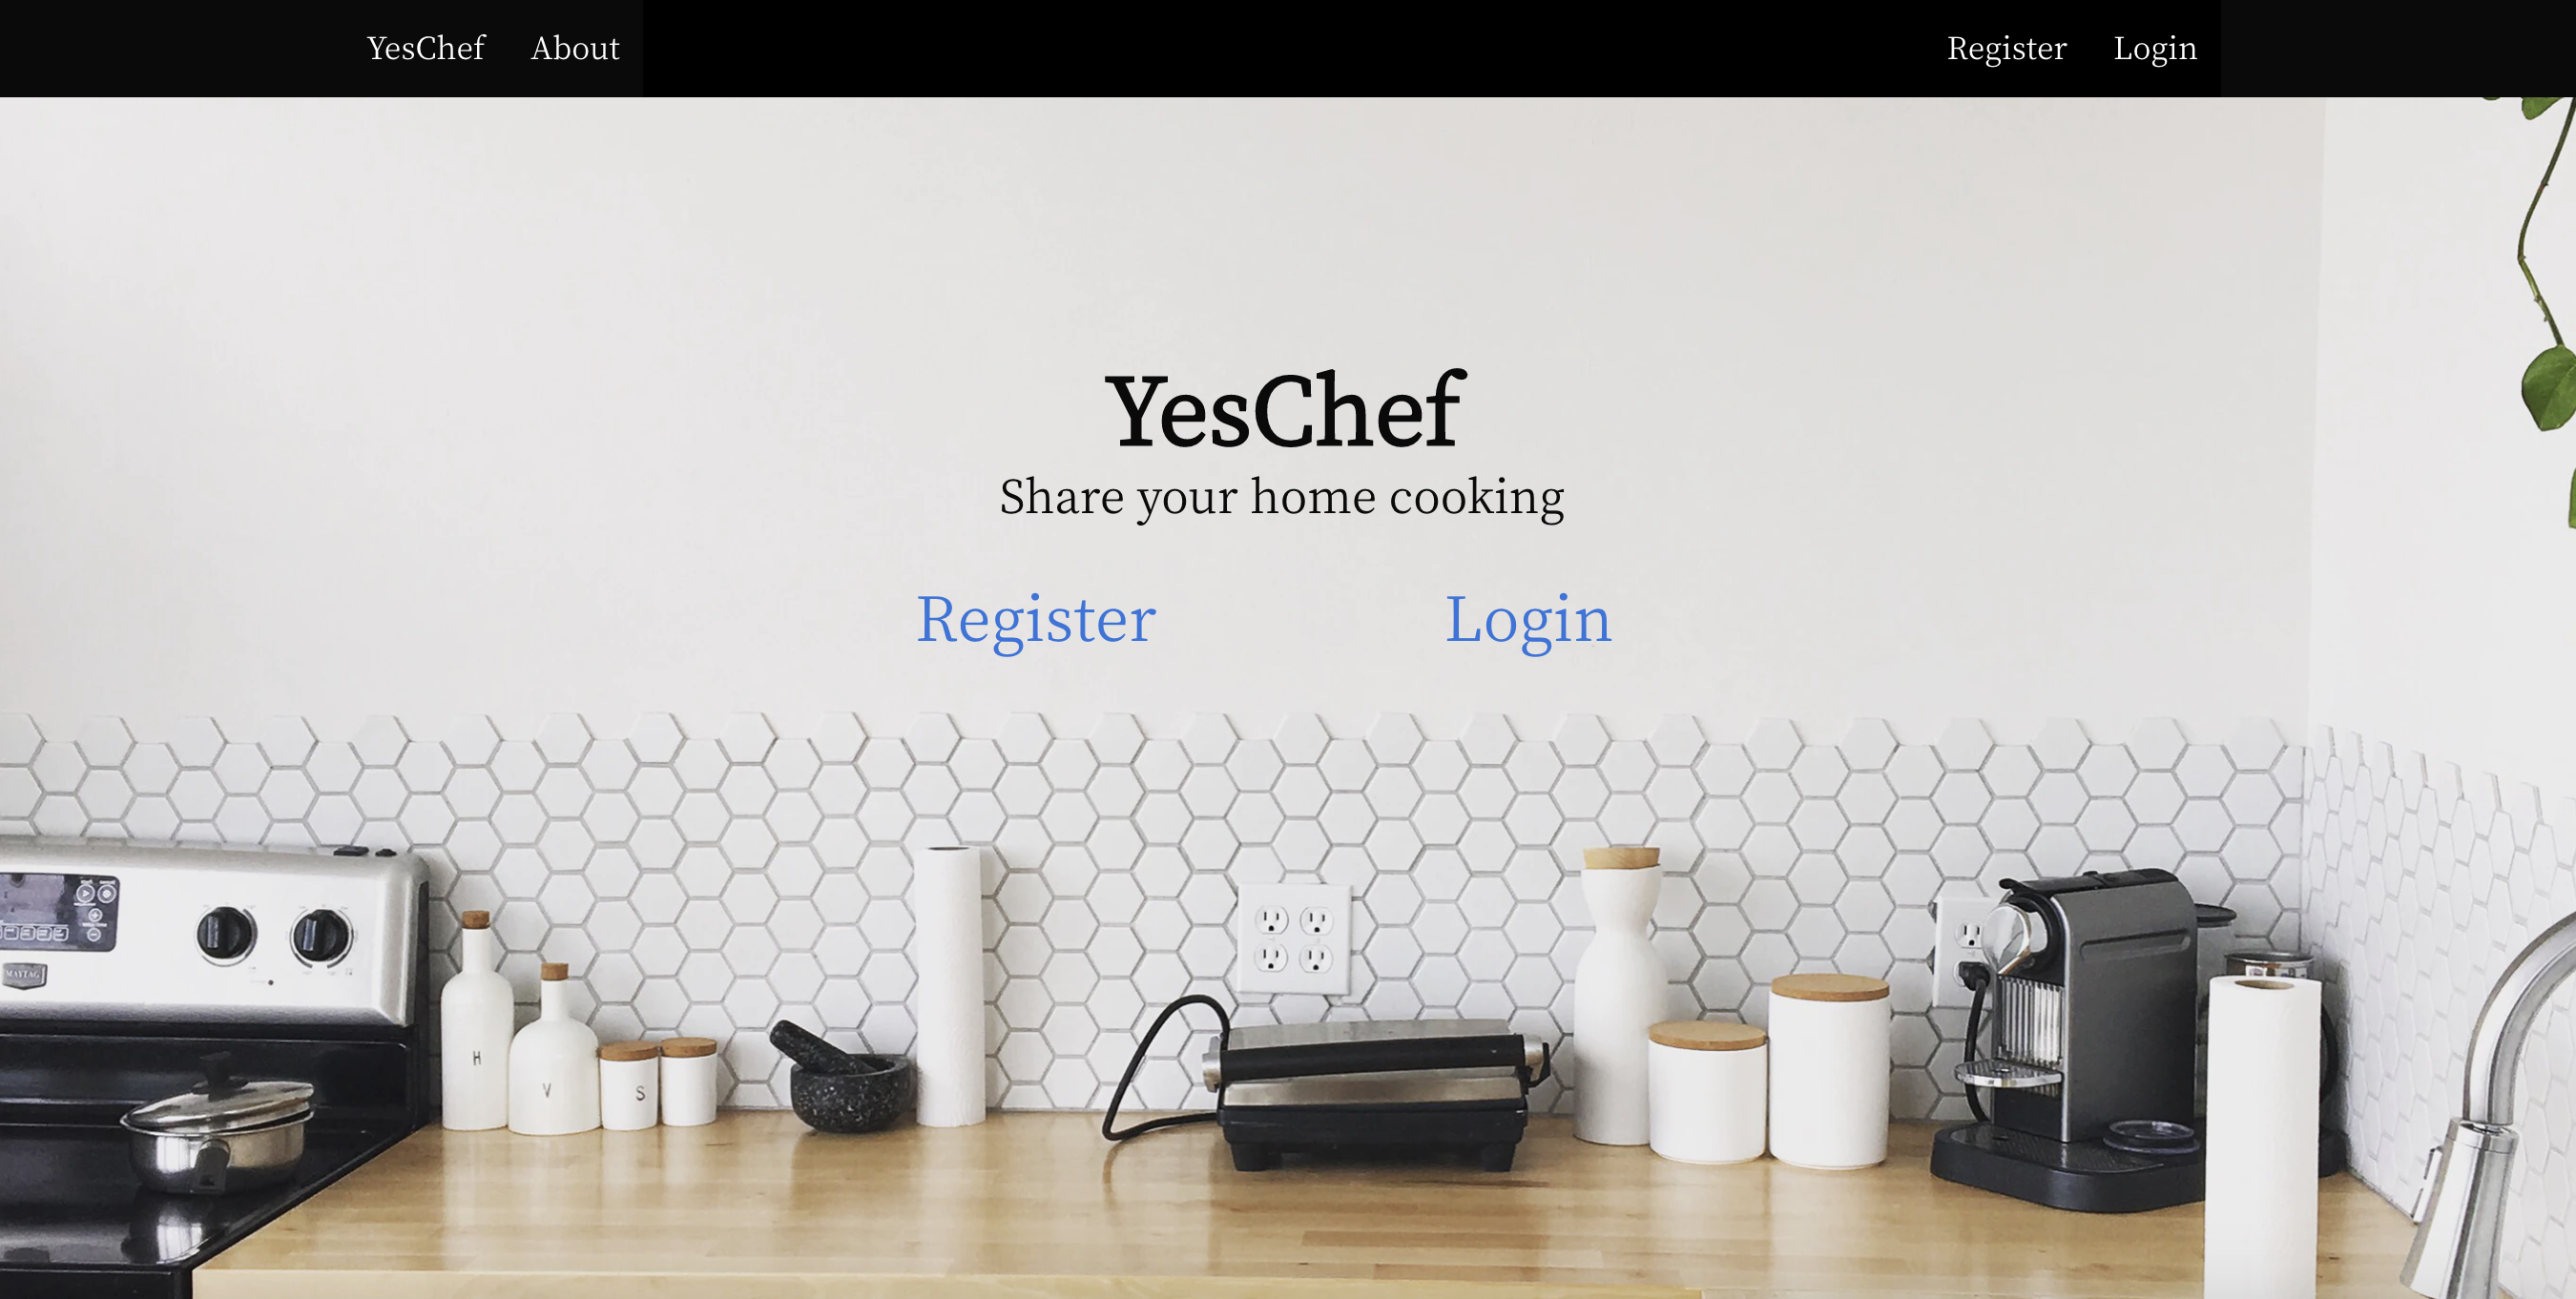 YesChef About Register Login
YesChef
Share your home cooking
Register Login
MAYTAG
H
V
S